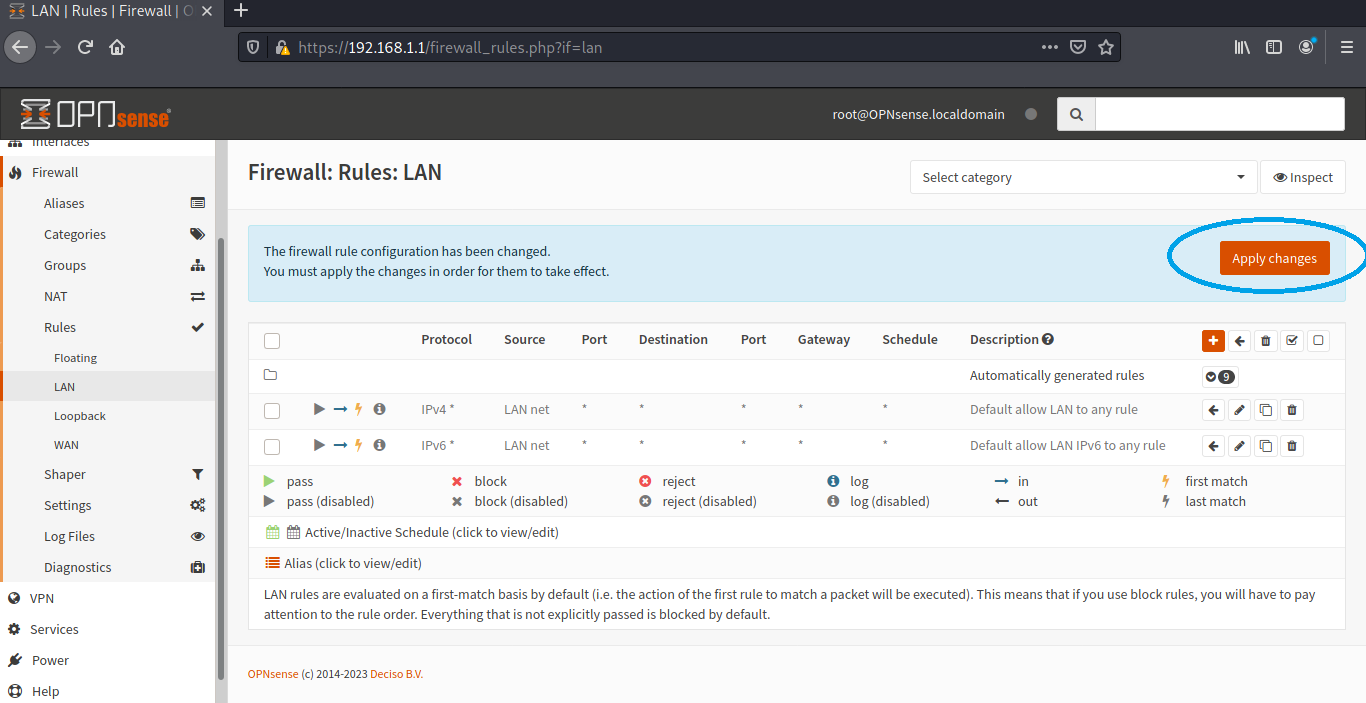 LAN | Rules | Firewall | O
https://192.168.1.1/firewall_rules.php?if=lan
OPNsense
root@OPNsense.localdomain
Interfaces
Firewall
Aliases
Categories
Groups
NAT
Rules
Floating
LAN
Loopback
WAN
Shaper
Settings
Log Files
Diagnostics
VPN
Services
Power
Help
Firewall: Rules: LAN
Select category
Inspect
The firewall rule configuration has been changed.
You must apply the changes in order for them to take effect.
Apply changes
Protocol Source Port Destination Port Gateway Schedule Description
Automatically generated rules 9
IPv4 * LAN net * * * * * Default allow LAN to any rule
IPv6 * LAN net * * * * * Default allow LAN IPv6 to any rule
pass block reject log in first match
pass (disabled) block (disabled) reject (disabled) log (disabled) out last match
Active/Inactive Schedule (click to view/edit)
Alias (click to view/edit)
LAN rules are evaluated on a first-match basis by default (i.e. the action of the first rule to match a packet will be executed). This means that if you use block rules, you will have to pay
attention to the rule order. Everything that is not explicitly passed is blocked by default.
OPNsense (c) 2014-2023 Deciso B.V.